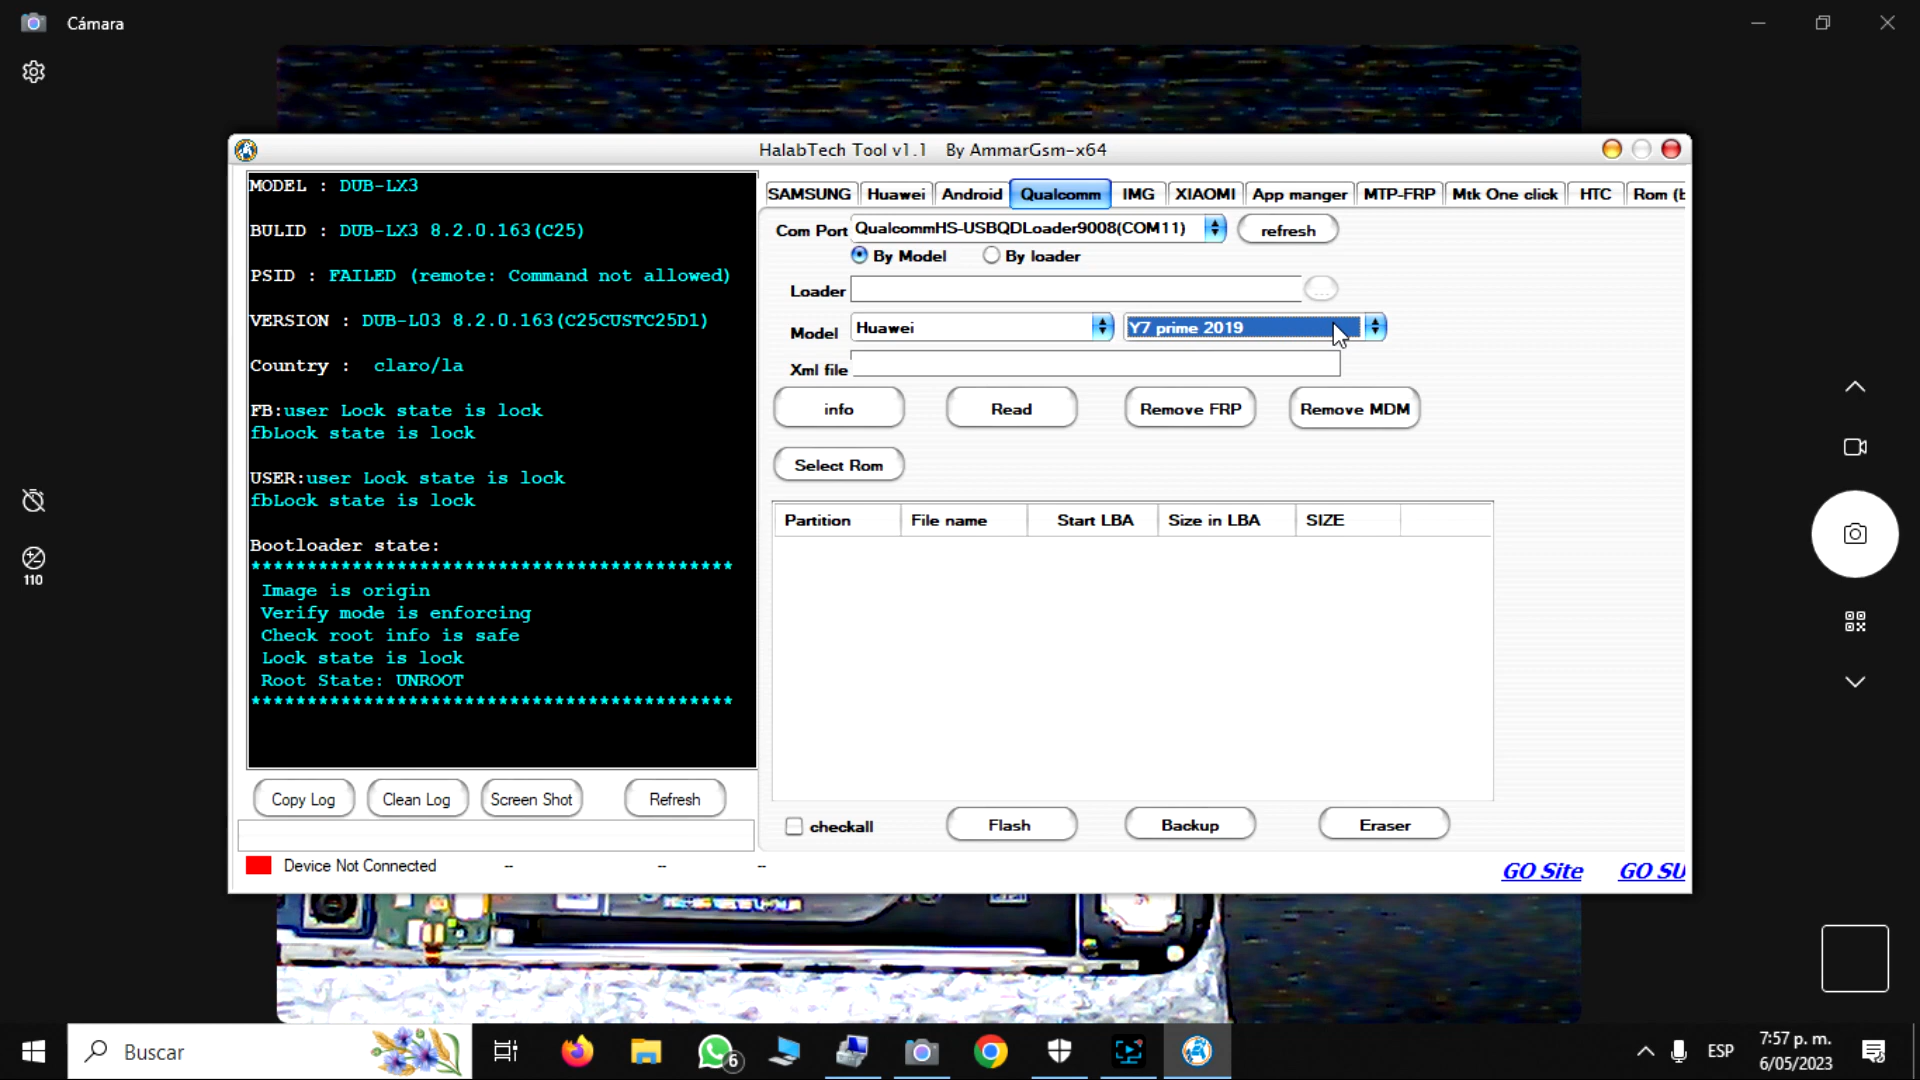 Cámara
HalabTech Tool v1.1 By AmmarGsm-x64
MODEL : DUB-LX3
BULID : DUB-LX3 8.2.0.163(C25)
PSID : FAILED (remote: Command not allowed)
VERSION : DUB-L03 8.2.0.163(C25CUSTC25D1)
Country : claro/la
FB:user Lock state is lock
fbLock state is lock
USER:user Lock state is lock
fbLock state is lock
Bootloader state:
*******************************************
Image is origin
Verify mode is enforcing
Check root info is safe
Lock state is lock
Root State: UNROOT
*******************************************
Copy Log Clean Log Screen Shot Refresh
Device Not Connected -- -- --
SAMSUNG Huawei Android Qualcomm IMG XIAOMI App manger MTP-FRP Mtk One click HTC Rom (b
Com Port QualcommHS-USBQDLoader9008(COM11) refresh
By Model By loader
Loader ...
Model Huawei Y7 prime 2019
Xml file
info Read Remove FRP Remove MDM
Select Rom
Partition File name Start LBA Size in LBA SIZE
checkall Flash Backup Eraser
GO Site GO SU
110
Buscar
6
ESP
7:57 p. m.
6/05/2023